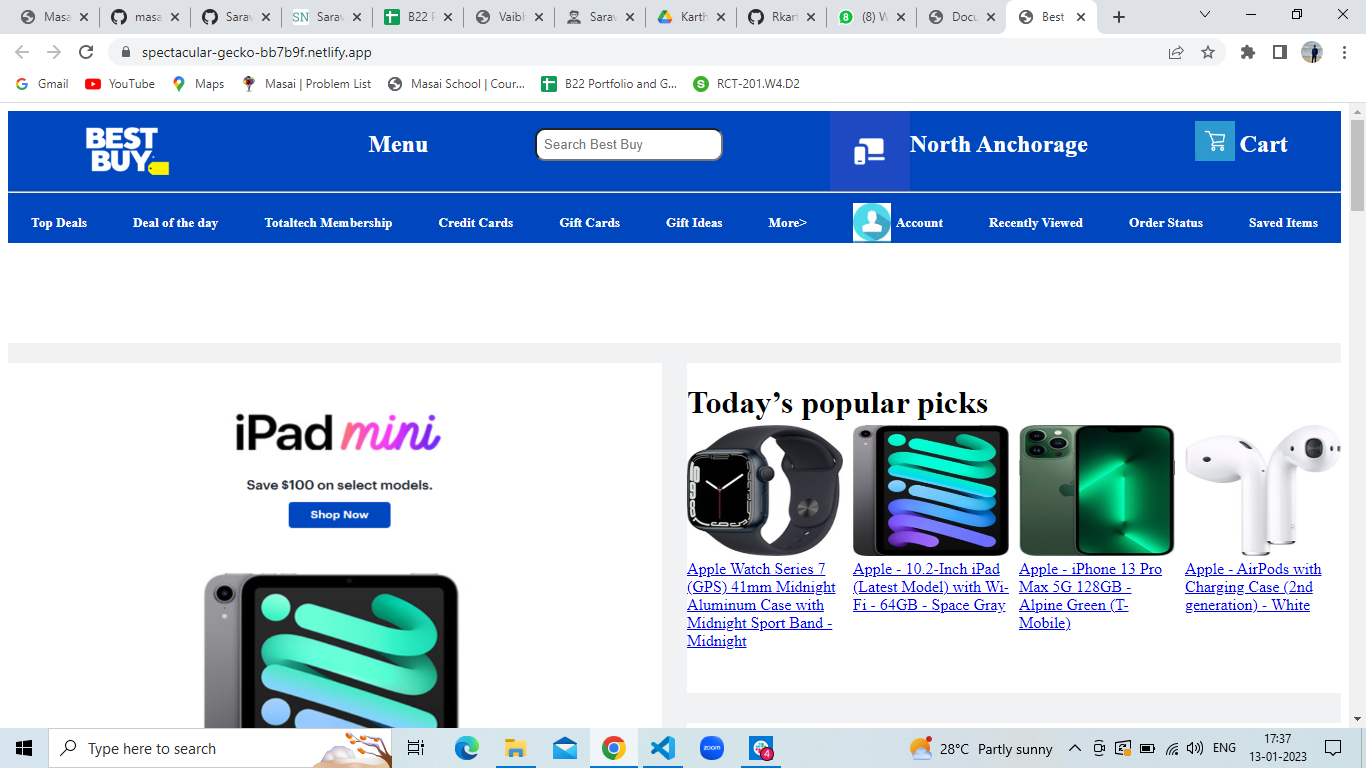 Masa
masa
Sarav
SN
Sarav
B22 P
Vaibh
Sarav
Karth
Rkart
8
(8) W
Docu
Best
spectacular-gecko-bb7b9f.netlify.app
Gmail
YouTube
Maps
Masai | Problem List
Masai School | Cour...
B22 Portfolio and G...
RCT-201.W4.D2
BEST
BUY
Menu
Search Best Buy
North Anchorage
Cart
Top Deals
Deal of the day
Totaltech Membership
Credit Cards
Gift Cards
Gift Ideas
More>
Account
Recently Viewed
Order Status
Saved Items
iPad mini
Save $100 on select models.
Shop Now
Today’s popular picks
Apple Watch Series 7
(GPS) 41mm Midnight
Aluminum Case with
Midnight Sport Band -
Midnight
Apple - 10.2-Inch iPad
(Latest Model) with Wi-
Fi - 64GB - Space Gray
Apple - iPhone 13 Pro
Max 5G 128GB -
Alpine Green (T-
Mobile)
Apple - AirPods with
Charging Case (2nd
generation) - White
Type here to search
zoom
4
28°C Partly sunny
ENG
17:37
13-01-2023